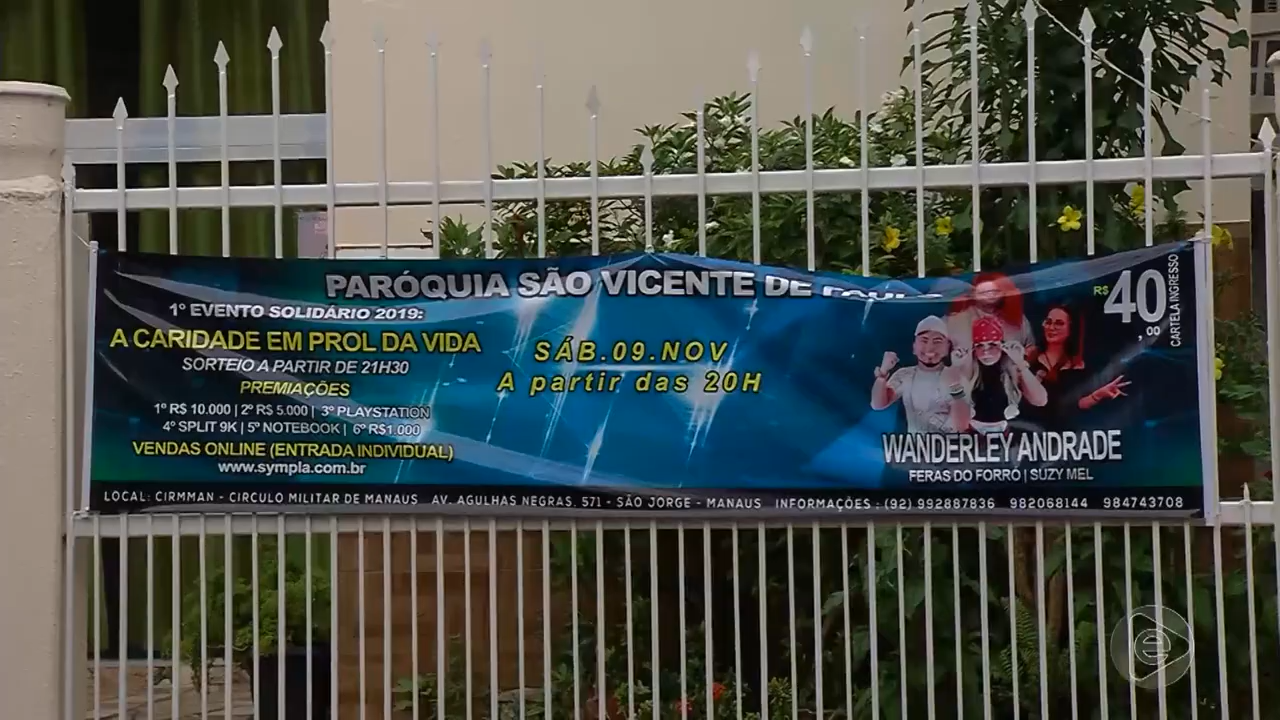 PARÓQUIA SÃO VICENTE DE
1º EVENTO SOLIDÁRIO 2019:
A CARIDADE EM PROL DA VIDA
SORTEIO A PARTIR DE 21H30
PREMIAÇÕES
1º R$ 10.000 | 2º R$ 5.000 | 3º PLAYSTATION
4º SPLIT 9K | 5º NOTEBOOK | 6º R$1.000
VENDAS ONLINE (ENTRADA INDIVIDUAL)
www.sympla.com.br
SÁB.09.NOV
A partir das 20H
R$ 40,00
CARTELA INGRESSO
WANDERLEY ANDRADE
FERAS DO FORRÓ | SUZY MEL
LOCAL: CIRMMAN - CIRCULO MILITAR DE MANAUS AV. AGULHAS NEGRAS, 571 - SÃO JORGE - MANAUS INFORMAÇÕES : (92) 992887836 982068144 984743708
e